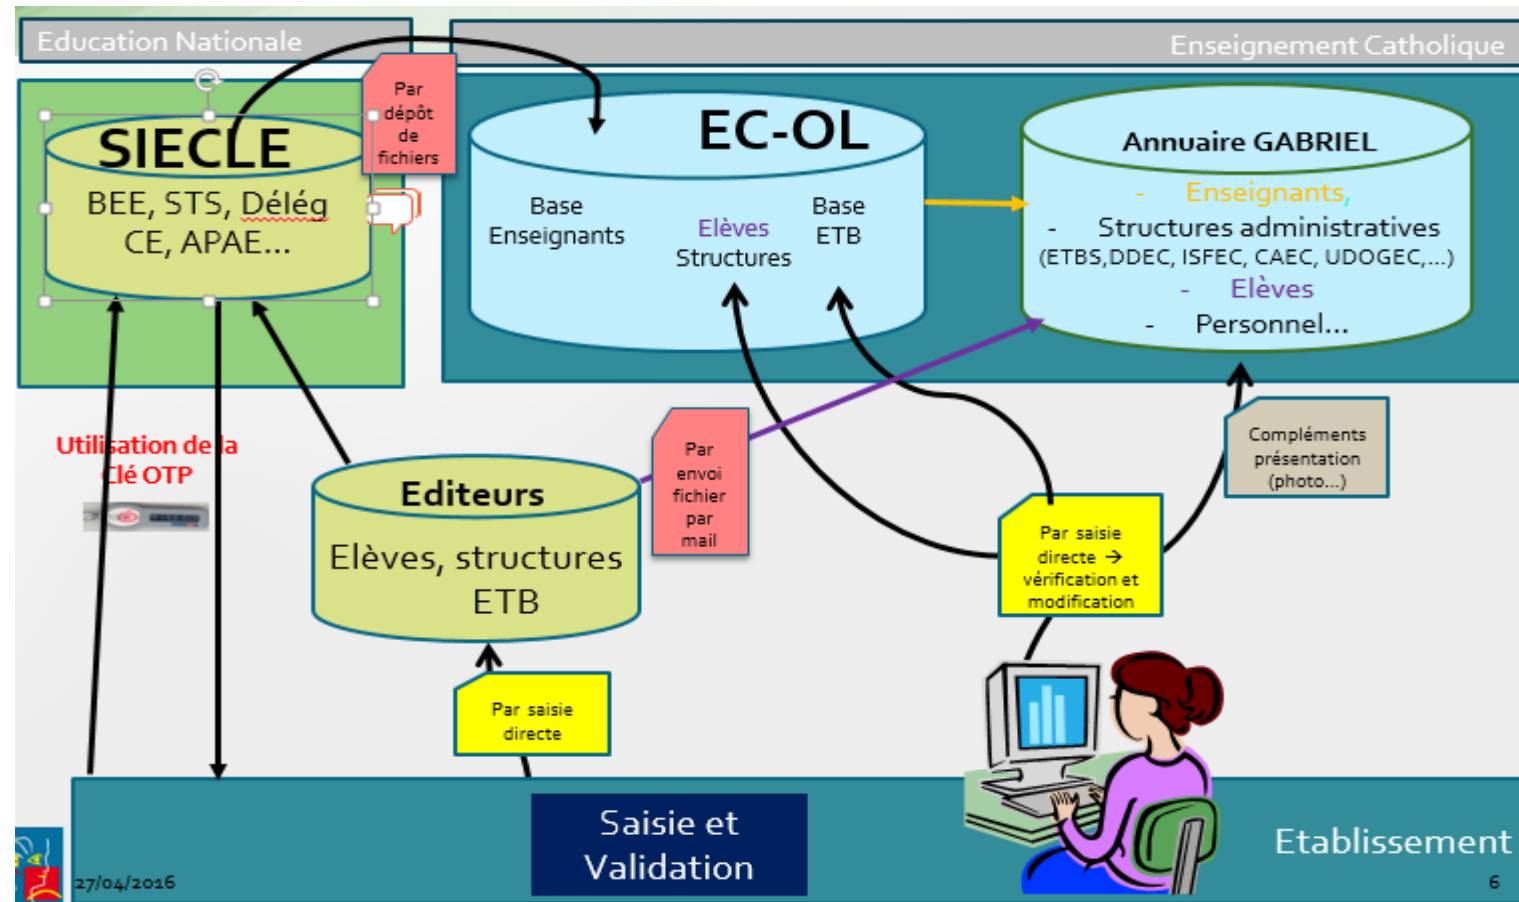 Education Nationale
Enseignement Catholique
SIECLE
BEE, STS, Délég
CE, APAE...
Par
dépôt
de
fichiers
EC-OL
Base
Enseignants
Elèves
Structures
Base
ETB
Annuaire GABRIEL
- Enseignants,
- Structures administratives
(ETBS,DDEC, ISFEC, CAEC, UDOGEC,...)
- Elèves
- Personnel...
Utilisation de la
Clé OTP
Editeurs
Elèves, structures
ETB
Par
envoi
fichier
par
mail
Compléments
présentation
(photo...)
Par saisie
directe →
vérification et
modification
Par saisie
directe
Saisie et
Validation
Etablissement
27/04/2016
6